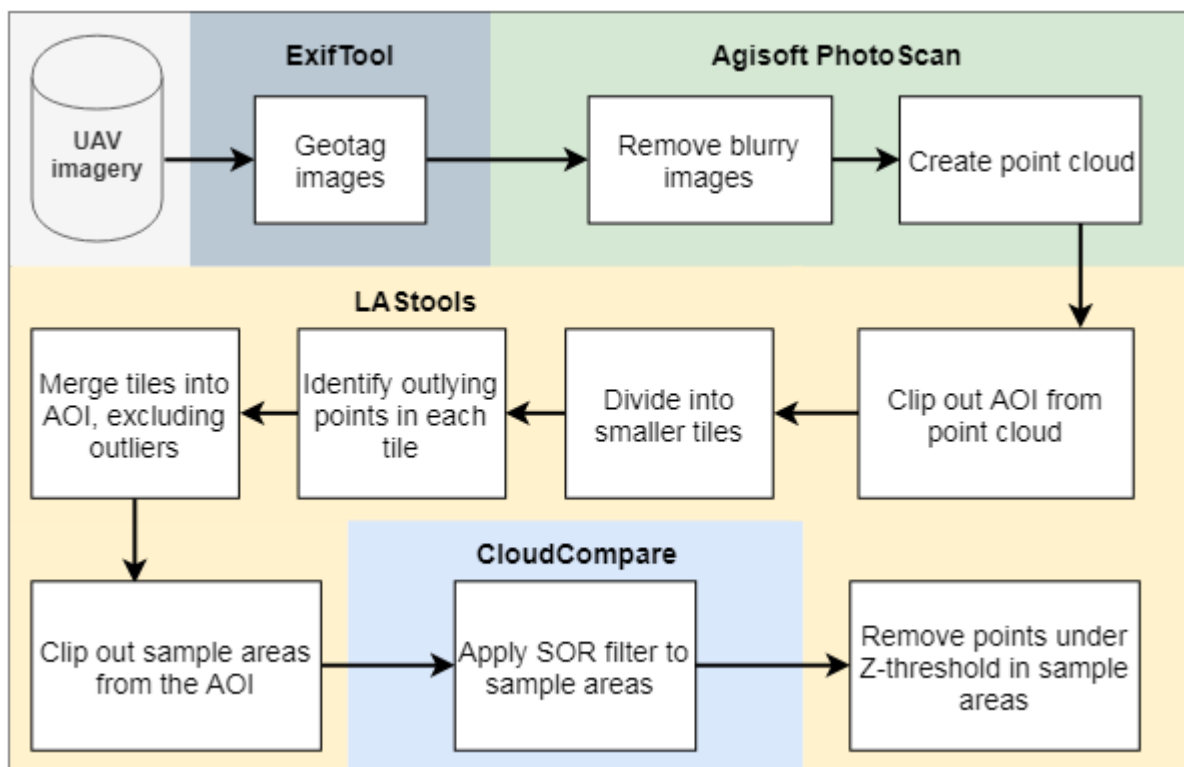 ExifTool
Agisoft PhotoScan
UAV
imagery
Geotag
images
Remove blurry
images
Create point cloud
LAStools
Merge tiles into
AOI, excluding
outliers
Identify outlying
points in each
tile
Divide into
smaller tiles
Clip out AOI from
point cloud
CloudCompare
Clip out sample areas
from the AOI
Apply SOR filter to
sample areas
Remove points under
Z-threshold in sample
areas